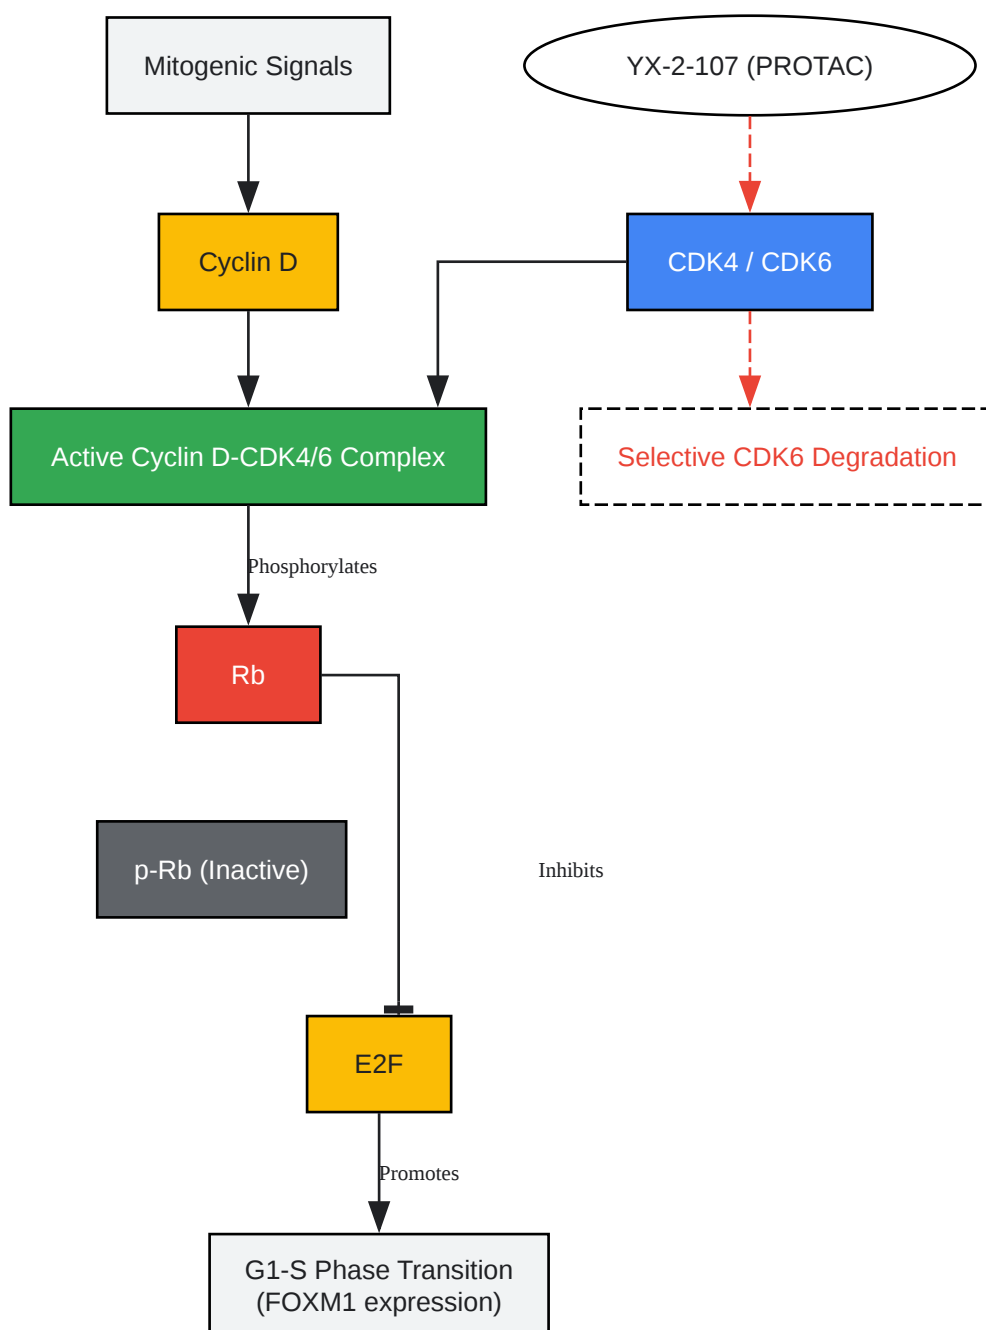 Mitogenic Signals
YX-2-107 (PROTAC)
Cyclin D
CDK4 / CDK6
Active Cyclin D-CDK4/6 Complex
Selective CDK6 Degradation
Phosphorylates
Rb
p-Rb (Inactive)
Inhibits
E2F
Promotes
G1-S Phase Transition
(FOXM1 expression)